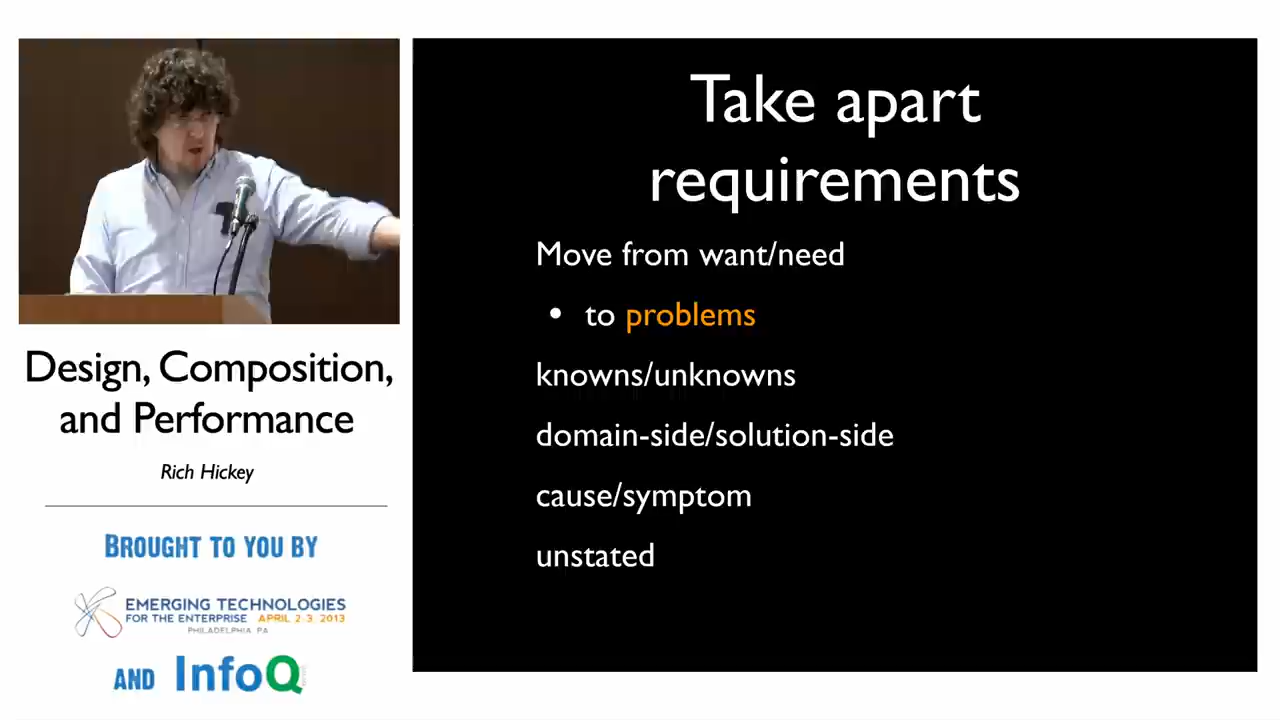 Take apart
requirements
Move from want/need
• to problems
knowns/unknowns
domain-side/solution-side
cause/symptom
unstated
Design, Composition,
and Performance
Rich Hickey
BROUGHT TO YOU BY
EMERGING TECHNOLOGIES
FOR THE ENTERPRISE APRIL 2-3 2013
PHILADELPHIA PA
AND InfoQ